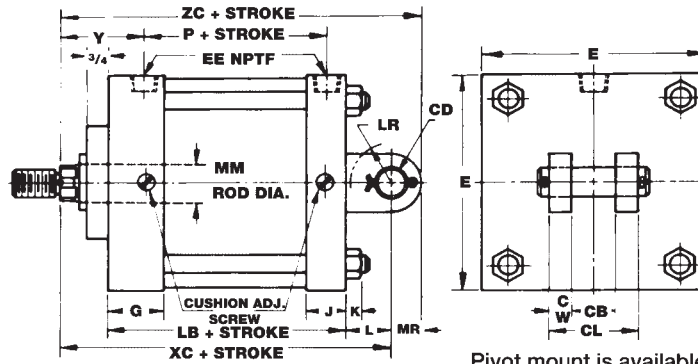 ZC + STROKE
Y
P + STROKE
3/4
EE NPTF
E
CD
LR
MM
ROD DIA.
E
G
CUSHION ADJ.
SCREW
J
K
LB + STROKE
L
MR
XC + STROKE
C
W
CB
CL
Pivot mount is available